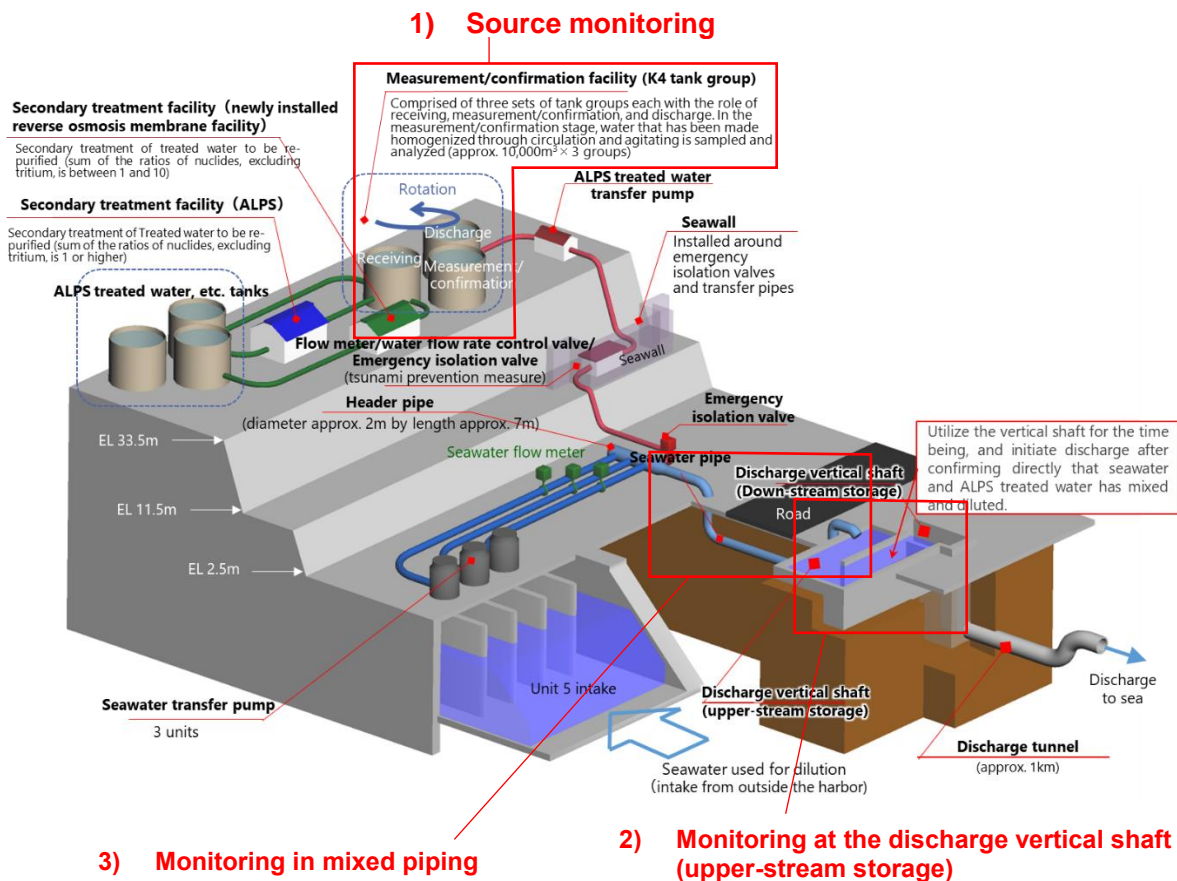 1) Source monitoring
Measurement/confirmation facility (K4 tank group)
Comprised of three sets of tank groups each with the role of
receiving, measurement/confirmation, and discharge. In the
measurement/confirmation stage, water that has been made
homogenized through circulation and agitating is sampled and
analyzed (approx. 10,000m³ × 3 groups)
Secondary treatment facility (newly installed
reverse osmosis membrane facility)
Secondary treatment of treated water to be re-
purified (sum of the ratios of nuclides, excluding
tritium, is between 1 and 10)
Secondary treatment facility (ALPS)
Secondary treatment of Treated water to be re-
purified (sum of the ratios of nuclides, excluding
tritium, is 1 or higher)
ALPS treated water, etc. tanks
Rotation
Discharge
Receiving
Measurement/
confirmation
ALPS treated water
transfer pump
Seawall
Installed around
emergency
isolation valves
and transfer pipes
Flow meter/water flow rate control valve/
Emergency isolation valve
(tsunami prevention measure)
Seawall
Header pipe
(diameter approx. 2m by length approx. 7m)
Emergency
isolation valve
Seawater flow meter
Seawater pipe
Discharge vertical shaft
(Down-stream storage)
Road
Utilize the vertical shaft for the time
being, and initiate discharge after
confirming directly that seawater
and ALPS treated water has mixed
and diluted.
EL 33.5m
EL 11.5m
EL 2.5m
Seawater transfer pump
3 units
Unit 5 intake
Discharge vertical shaft
(upper-stream storage)
Discharge
to sea
Discharge tunnel
(approx. 1km)
Seawater used for dilution
(intake from outside the harbor)
3) Monitoring in mixed piping
2) Monitoring at the discharge vertical shaft
(upper-stream storage)